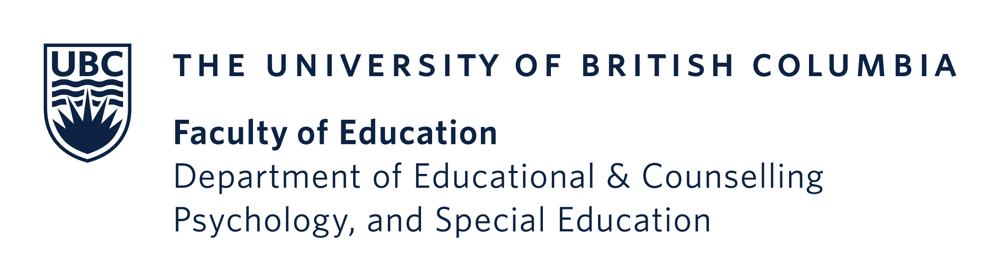 UBC
THE UNIVERSITY OF BRITISH COLUMBIA
Faculty of Education
Department of Educational & Counselling
Psychology, and Special Education